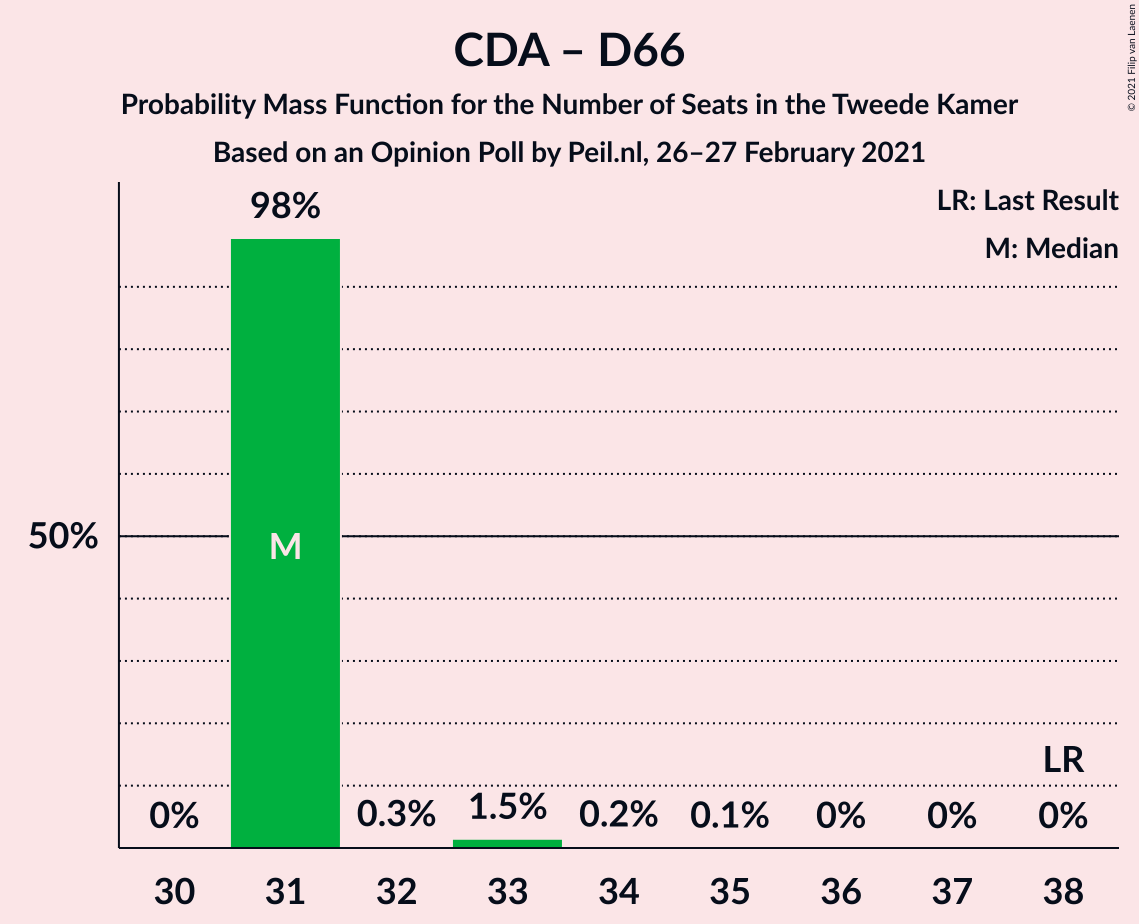 CDA – D66
Probability Mass Function for the Number of Seats in the Tweede Kamer
Based on an Opinion Poll by Peil.nl, 26–27 February 2021
© 2021 Filip van Laenen
LR: Last Result
M: Median
98%
50%
M
LR
0%
0.3%
1.5%
0.2%
0.1%
0%
0%
0%
30
31
32
33
34
35
36
37
38